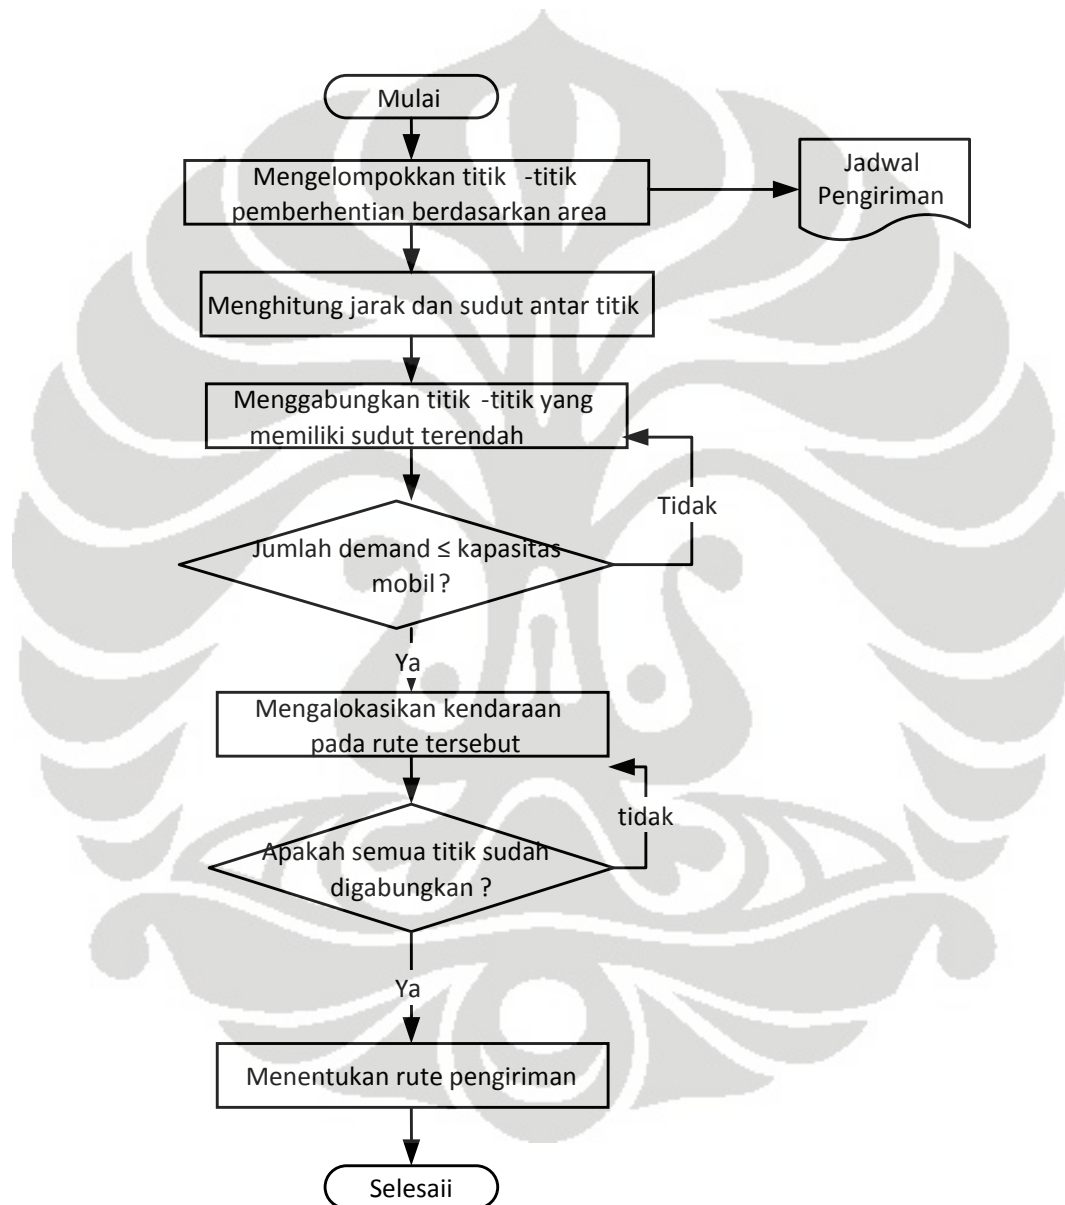 Mulai
Mengelompokkan titik -titik
pemberhentian berdasarkan area
Jadwal
Pengiriman
Menghitung jarak dan sudut antar titik
Menggabungkan titik -titik yang
memiliki sudut terendah
Tidak
Jumlah demand ≤ kapasitas
mobil ?
Ya
Mengalokasikan kendaraan
pada rute tersebut
tidak
Apakah semua titik sudah
digabungkan ?
Ya
Menentukan rute pengiriman
Selesaii